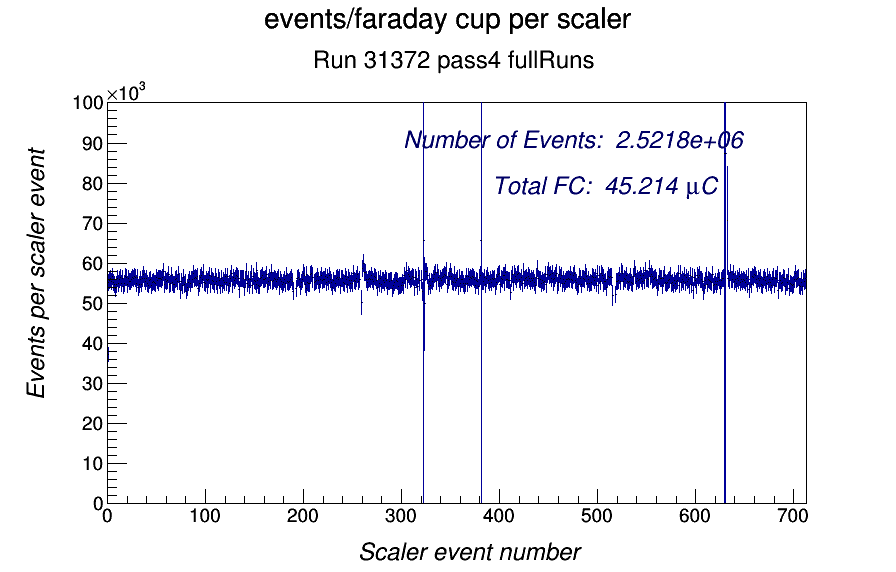 events/faraday cup per scaler
Run 31372 pass4 fullRuns
×10³
100
90
80
70
60
50
40
30
20
10
0
Events per scaler event
Number of Events: 2.5218e+06
Total FC: 45.214 μC
0 100 200 300 400 500 600 700
Scaler event number